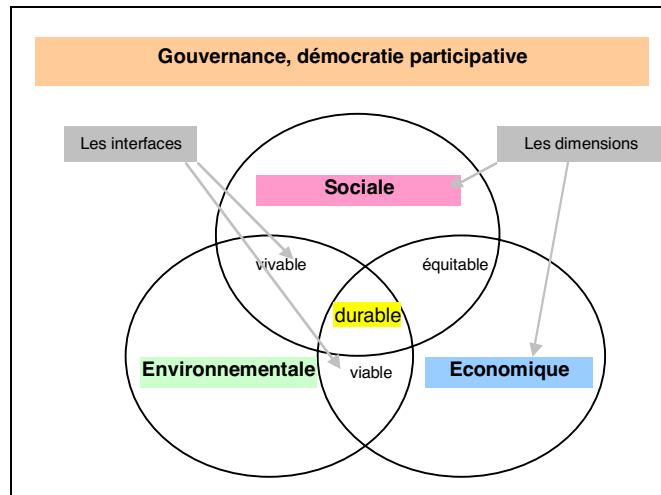 Gouvernance, démocratie participative
Les interfaces
Les dimensions
Sociale
vivable
équitable
durable
Environnementale
viable
Economique